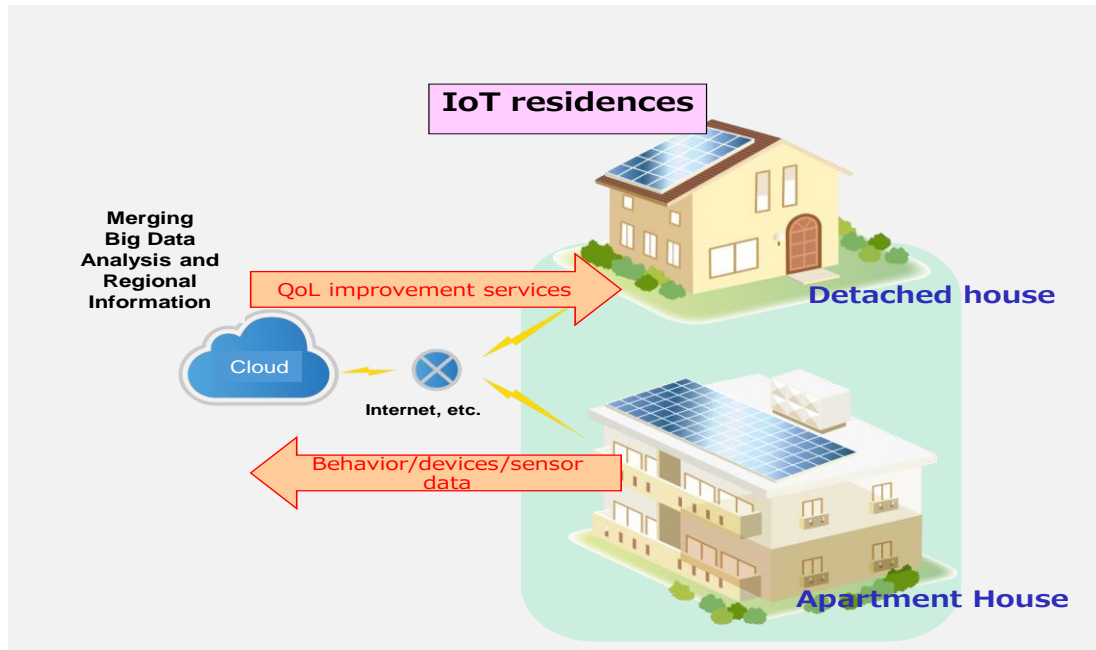 IoT residences
Merging
Big Data
Analysis and
Regional
Information
QoL improvement services
Detached house
Cloud
Internet, etc.
Behavior/devices/sensor
data
Apartment House